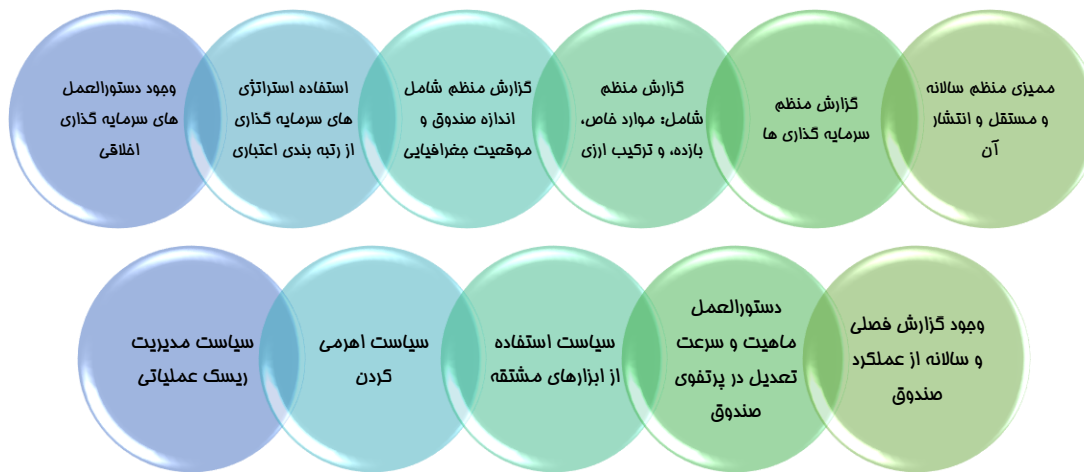 ممیزی منظم سالانه
و مستقل و انتشار
آن
گزارش منظم
سرمایه گذاری ها
گزارش منظم
شامل: موارد خاص،
بازده، و ترکیب ارزی
گزارش منظم شامل
اندازه صندوق و
موقعیت جغرافیایی
استفاده استراتژی
های سرمایه گذاری
از رتبه بندی اعتباری
وجود دستورالعمل
های سرمایه گذاری
اخلاقی
وجود گزارش فصلی
و سالانه از عملکرد
صندوق
دستورالعمل
ماهیت و سرعت
تعدیل در پرتفوی
صندوق
سیاست استفاده
از ابزارهای مشتقه
سیاست اهرمی
کردن
سیاست مدیریت
ریسک عملیاتی